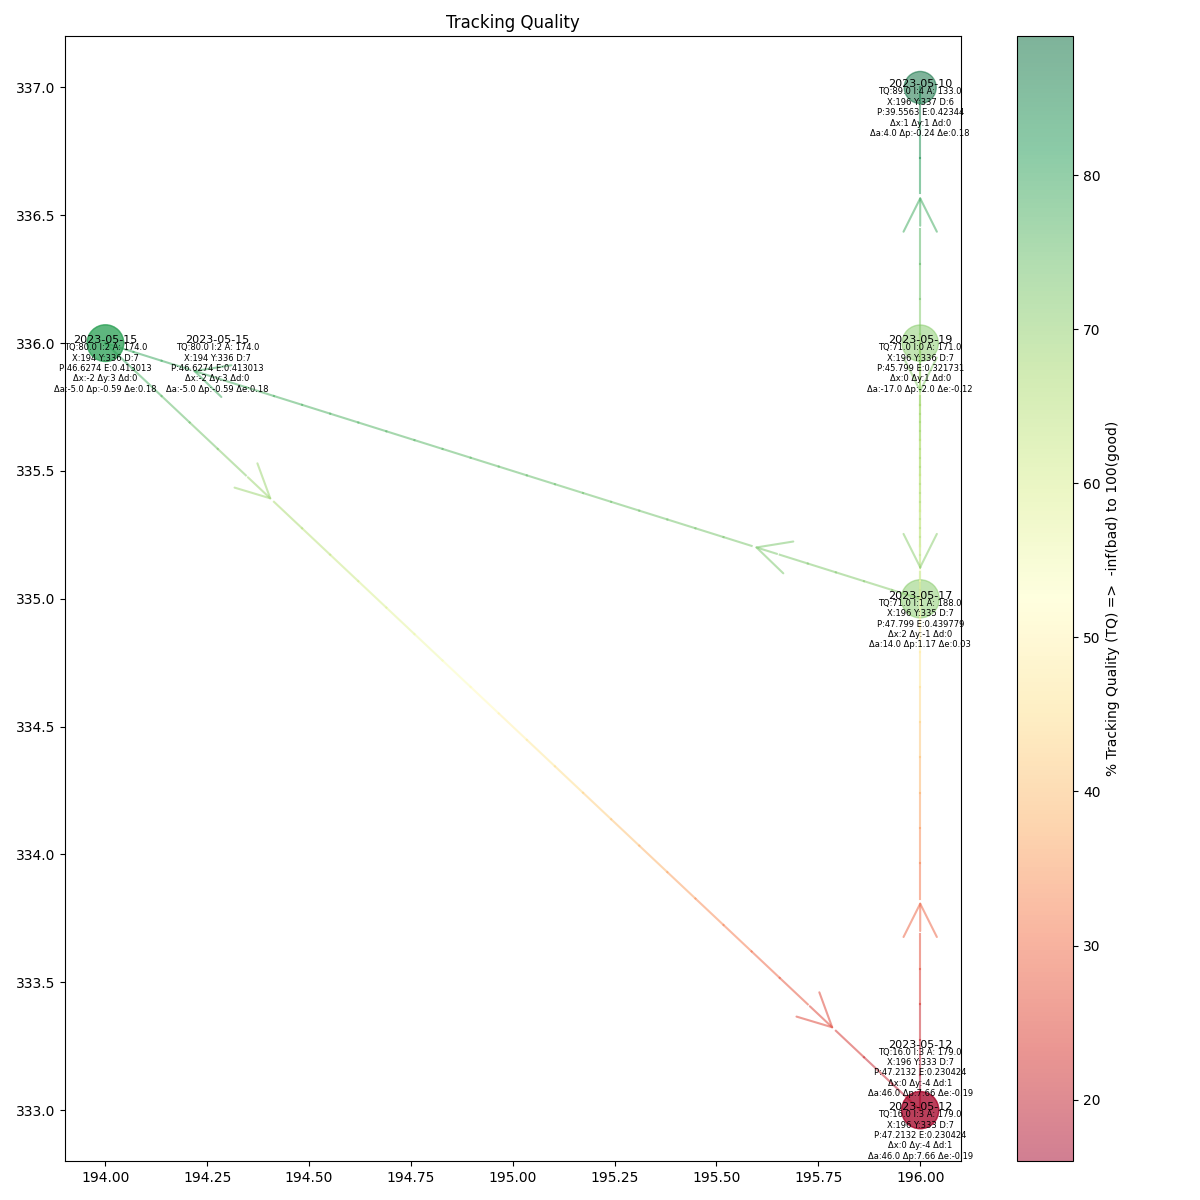 Tracking Quality
337.0
336.5
336.0
335.5
335.0
334.5
334.0
333.5
333.0
194.00
194.25
194.50
194.75
195.00
195.25
195.50
195.75
196.00
2023-05-10
TQ:89.0 I:4 A: 133.0
X:196 Y:337 D:6
P:39.5563 E:0.42344
Δx:1 Δy:1 Δd:0
Δa:4.0 Δp:-0.24 Δe:0.18
2023-05-15
TQ:80.0 I:2 A: 174.0
X:194 Y:336 D:7
P:46.6274 E:0.413013
Δx:-2 Δy:3 Δd:0
Δa:-5.0 Δp:-0.59 Δe:0.18
2023-05-15
TQ:80.0 I:2 A: 174.0
X:194 Y:336 D:7
P:46.6274 E:0.413013
Δx:-2 Δy:3 Δd:0
Δa:-5.0 Δp:-0.59 Δe:0.18
2023-05-19
TQ:71.0 I:0 A: 171.0
X:196 Y:336 D:7
P:45.799 E:0.321731
Δx:0 Δy:1 Δd:0
Δa:-17.0 Δp:-2.0 Δe:-0.12
2023-05-17
TQ:71.0 I:1 A: 188.0
X:196 Y:335 D:7
P:47.799 E:0.439779
Δx:2 Δy:-1 Δd:0
Δa:14.0 Δp:1.17 Δe:0.03
2023-05-12
TQ:16.0 I:3 A: 179.0
X:196 Y:333 D:7
P:47.2132 E:0.230424
Δx:0 Δy:-4 Δd:1
Δa:46.0 Δp:7.66 Δe:-0.19
2023-05-12
TQ:16.0 I:3 A: 179.0
X:196 Y:333 D:7
P:47.2132 E:0.230424
Δx:0 Δy:-4 Δd:1
Δa:46.0 Δp:7.66 Δe:-0.19
80
70
60
50
40
30
20
% Tracking Quality (TQ) => -inf(bad) to 100(good)